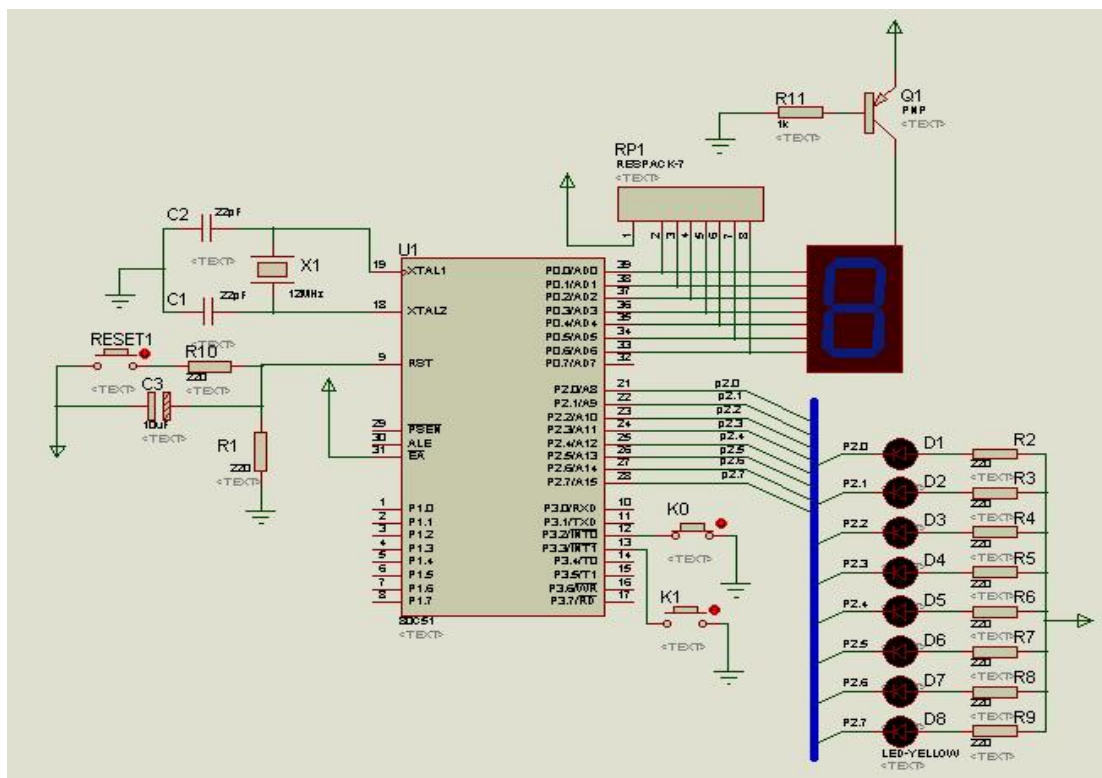 Q1
PNP
<TEXT>
R11
1k
<TEXT>
RP1
RESPACK-7
<TEXT>
1
2
3
4
5
6
7
8
C2
22pF
<TEXT>
X1
12MHz
<TEXT>
C1
22pF
<TEXT>
RESET1
<TEXT>
R10
220
<TEXT>
C3
10uF
<TEXT>
R1
220
<TEXT>
U1
19 XTAL1
18 XTAL2
9 RST
29 PSEN
30 ALE
31 EA
1 P1.0
2 P1.1
3 P1.2
4 P1.3
5 P1.4
6 P1.5
7 P1.6
8 P1.7
P0.0/AD0 39
P0.1/AD1 38
P0.2/AD2 37
P0.3/AD3 36
P0.4/AD4 35
P0.5/AD5 34
P0.6/AD6 33
P0.7/AD7 32
P2.0/A8 21
P2.1/A9 22
P2.2/A10 23
P2.3/A11 24
P2.4/A12 25
P2.5/A13 26
P2.6/A14 27
P2.7/A15 28
P3.0/RXD 10
P3.1/TXD 11
P3.2/INT0 12
P3.3/INT1 13
P3.4/T0 14
P3.5/T1 15
P3.6/WR 16
P3.7/RD 17
80C51
<TEXT>
p2.0
p2.1
p2.2
p2.3
p2.4
p2.5
p2.6
p2.7
K0
<TEXT>
K1
<TEXT>
P2.0 D1 R2
220
<TEXT>
P2.1 D2 R3
220
<TEXT>
P2.2 D3 R4
220
<TEXT>
P2.3 D4 R5
220
<TEXT>
P2.4 D5 R6
220
<TEXT>
P2.5 D6 R7
220
<TEXT>
P2.6 D7 R8
220
<TEXT>
P2.7 D8 R9
LED-YELLOW 220
<TEXT> <TEXT>